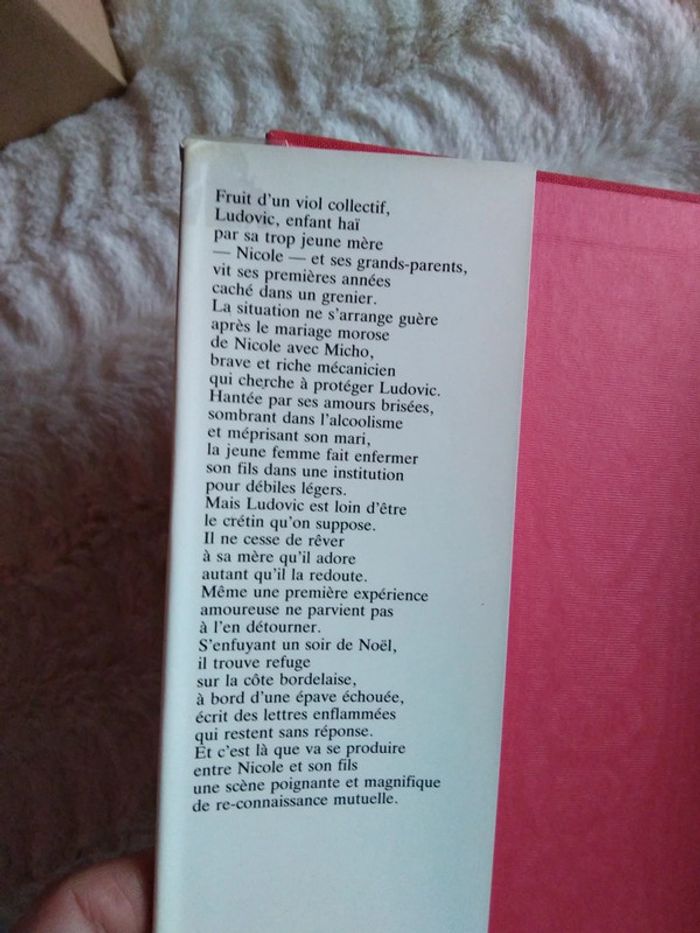 Fruit d'un viol collectif,
Ludovic, enfant haï
par sa trop jeune mère
— Nicole — et ses grands-parents,
vit ses premières années
caché dans un grenier.
La situation ne s'arrange guère
après le mariage morose
de Nicole avec Micho,
brave et riche mécanicien
qui cherche à protéger Ludovic.
Hantée par ses amours brisées,
sombrant dans l'alcoolisme
et méprisant son mari,
la jeune femme fait enfermer
son fils dans une institution
pour débiles légers.
Mais Ludovic est loin d'être
le crétin qu'on suppose.
Il ne cesse de rêver
à sa mère qu'il adore
autant qu'il la redoute.
Même une première expérience
amoureuse ne parvient pas
à l'en détourner.
S'enfuyant un soir de Noël,
il trouve refuge
sur la côte bordelaise,
à bord d'une épave échouée,
écrit des lettres enflammées
qui restent sans réponse.
Et c'est là que va se produire
entre Nicole et son fils
une scène poignante et magnifique
de re-connaissance mutuelle.